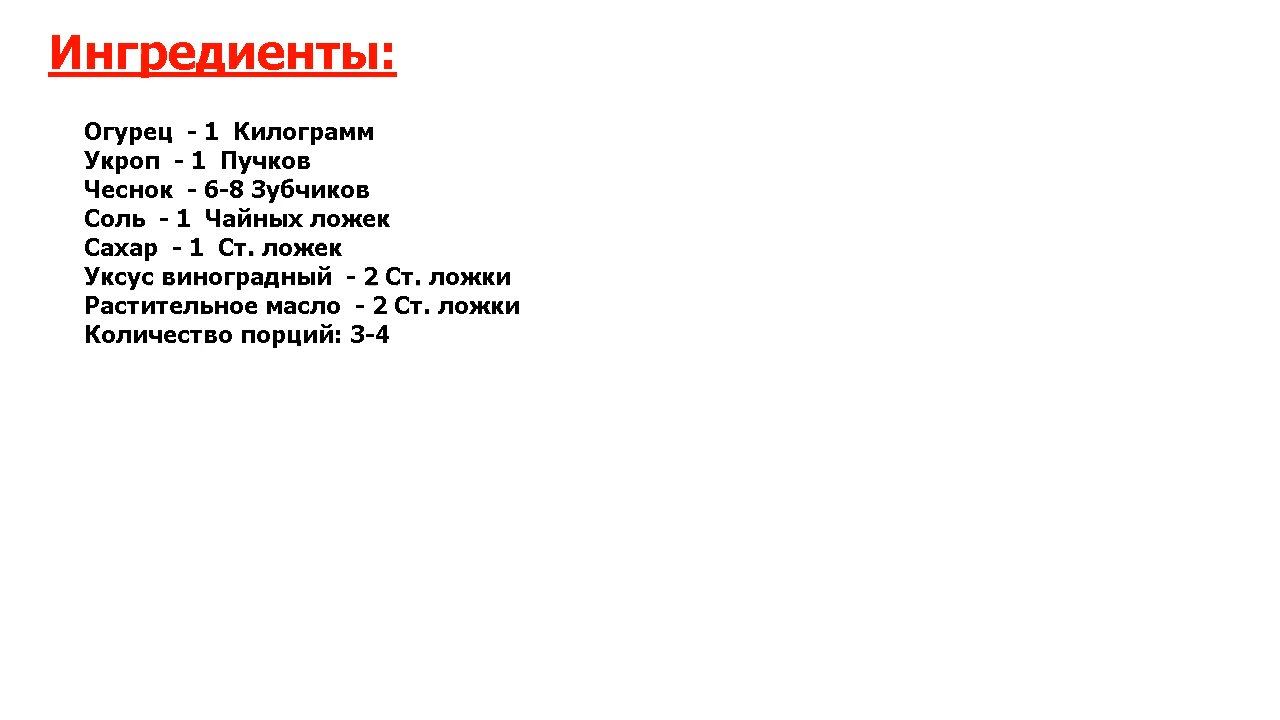 Ингредиенты:
Огурец  - 1  Килограмм
Укроп  - 1  Пучков
Чеснок  - 6-8 Зубчиков
Соль  - 1  Чайных ложек
Сахар  - 1  Ст. ложек
Уксус виноградный  - 2 Ст. ложки
Растительное масло  - 2 Ст. ложки
Количество порций: 3-4